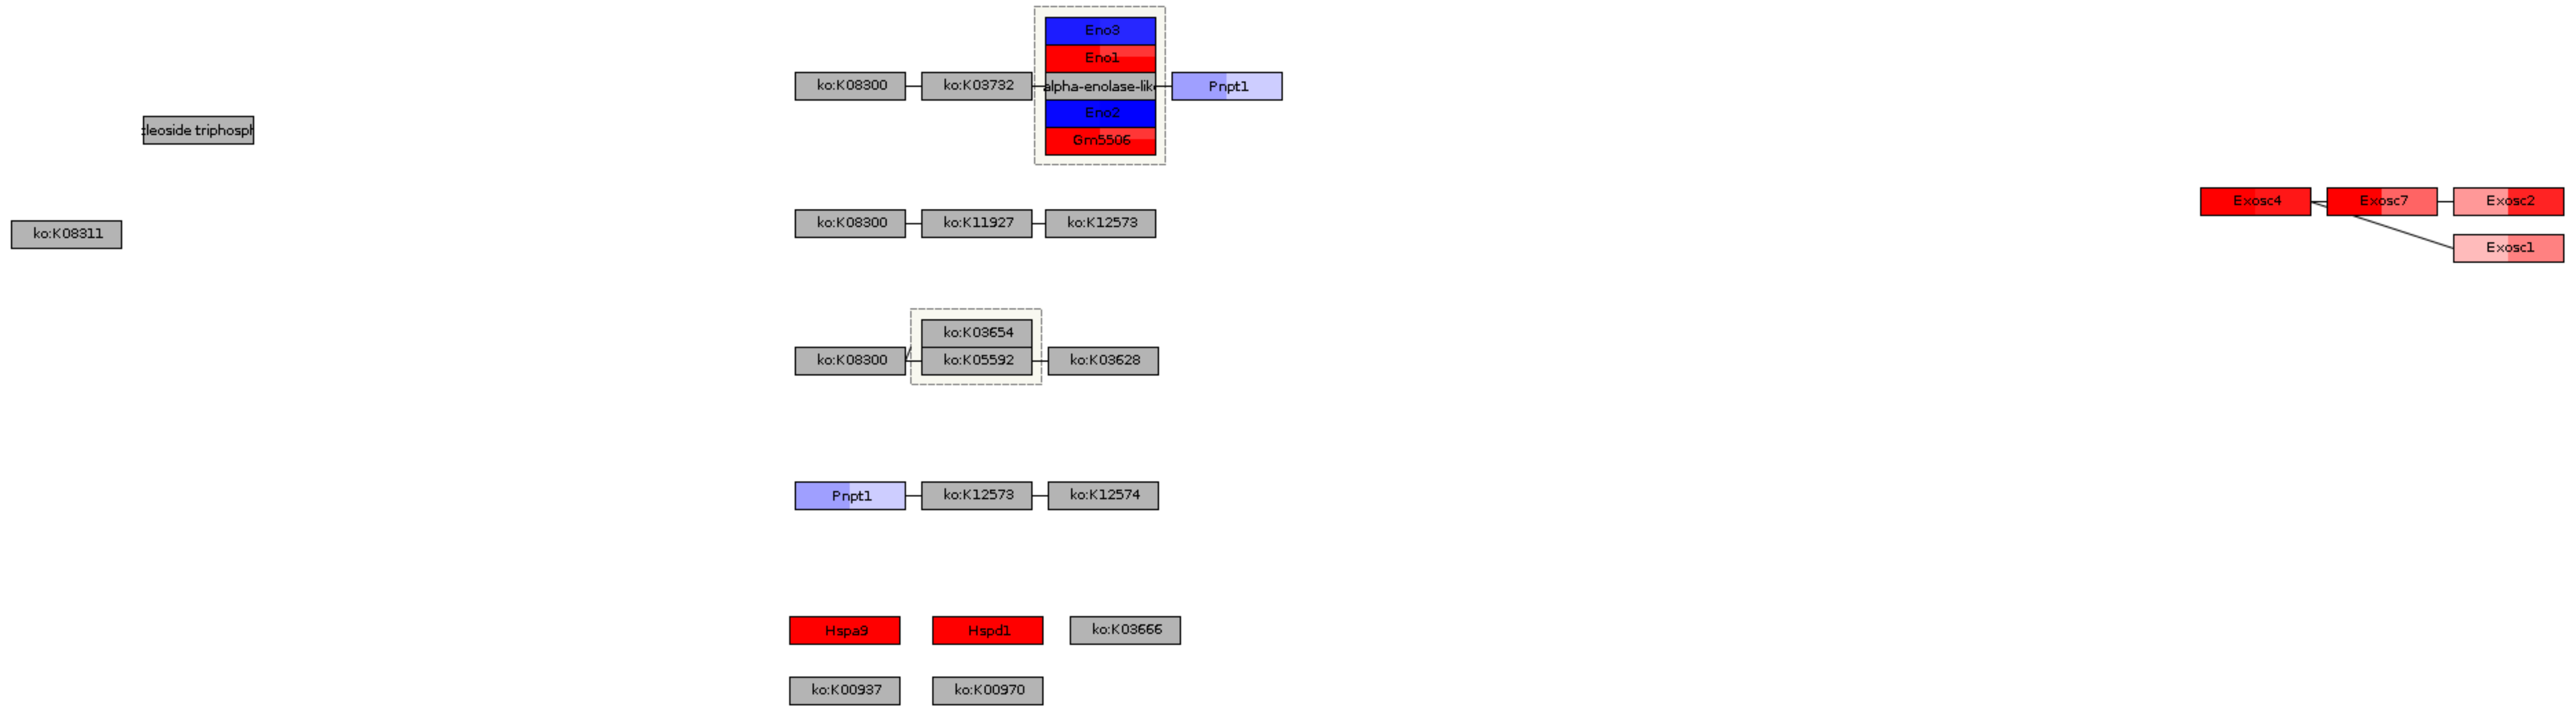 Eno3
Eno1
ko:K08300
ko:K03732
alpha-enolase-lik
Pnpt1
Eno2
Gm5506
leoside triphosph
ko:K08311
ko:K08300
ko:K11927
ko:K12573
Exosc4
Exosc7
Exosc2
Exosc1
ko:K03654
ko:K08300
ko:K05592
ko:K03628
Pnpt1
ko:K12573
ko:K12574
Hspa9
Hspd1
ko:K03666
ko:K00937
ko:K00970